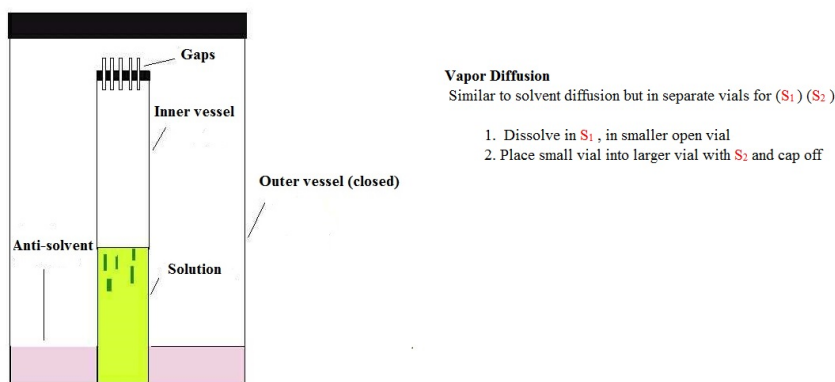 Gaps
Inner vessel
Outer vessel (closed)
Anti-solvent
Solution
Vapor Diffusion
Similar to solvent diffusion but in separate vials for (S₁) (S₂)
1. Dissolve in S₁ , in smaller open vial
2. Place small vial into larger vial with S₂ and cap off